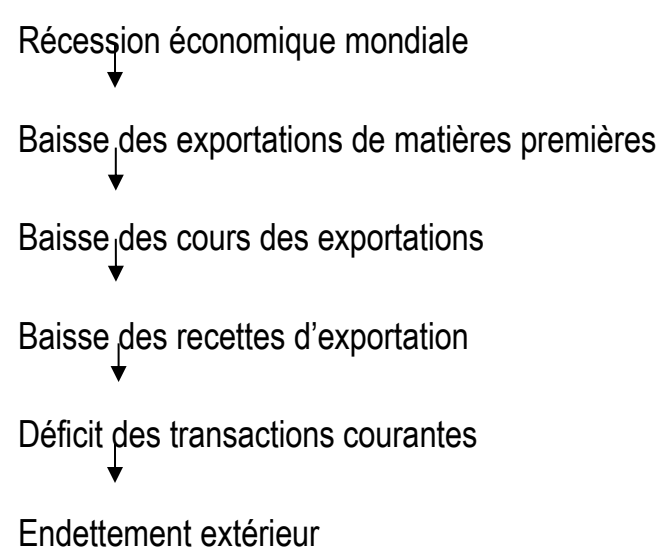 Récession économique mondiale
Baisse des exportations de matières premières
Baisse des cours des exportations
Baisse des recettes d’exportation
Déficit des transactions courantes
Endettement extérieur